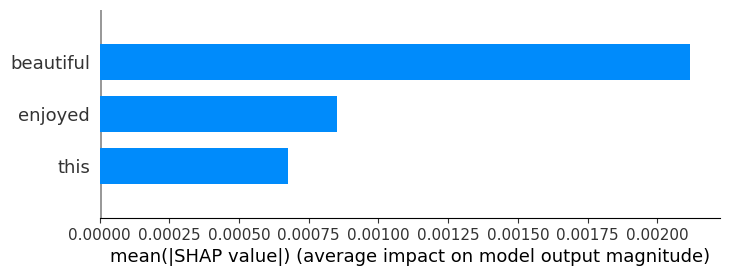 beautiful
enjoyed
this
0.00000 0.00025 0.00050 0.00075 0.00100 0.00125 0.00150 0.00175 0.00200
mean(|SHAP value|) (average impact on model output magnitude)